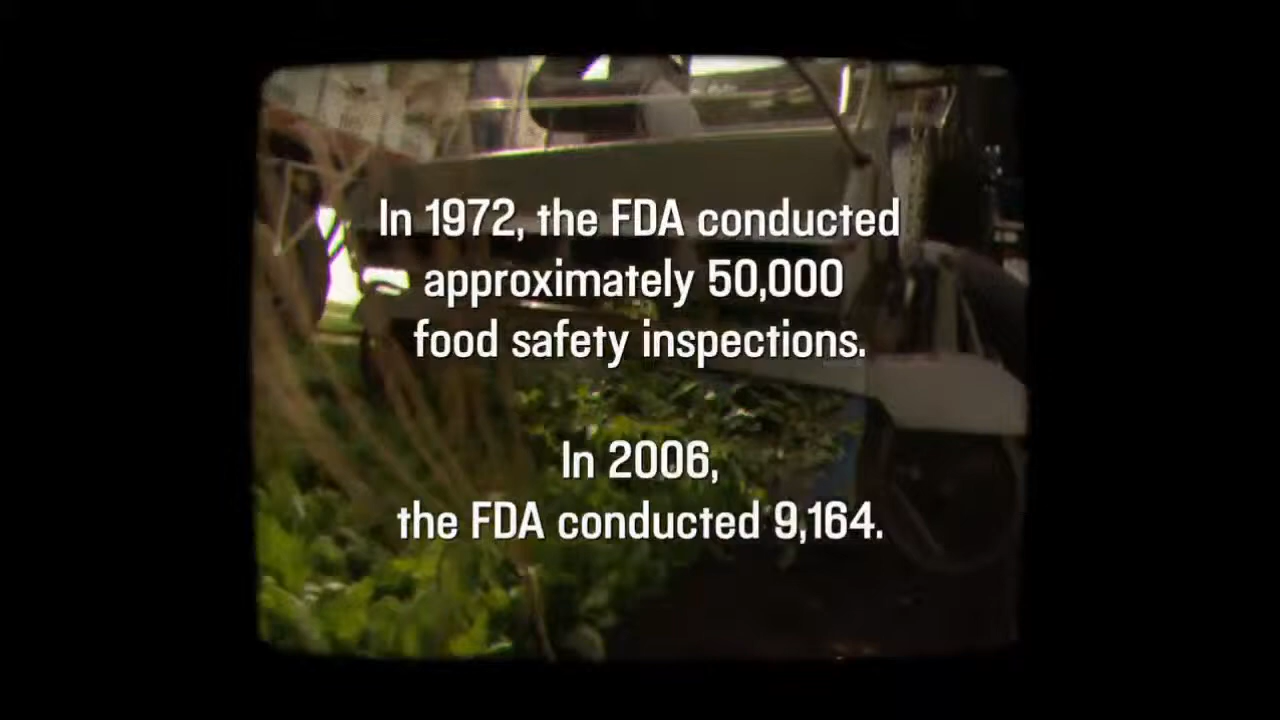 In 1972, the FDA conducted
approximately 50,000
food safety inspections.
In 2006,
the FDA conducted 9,164.